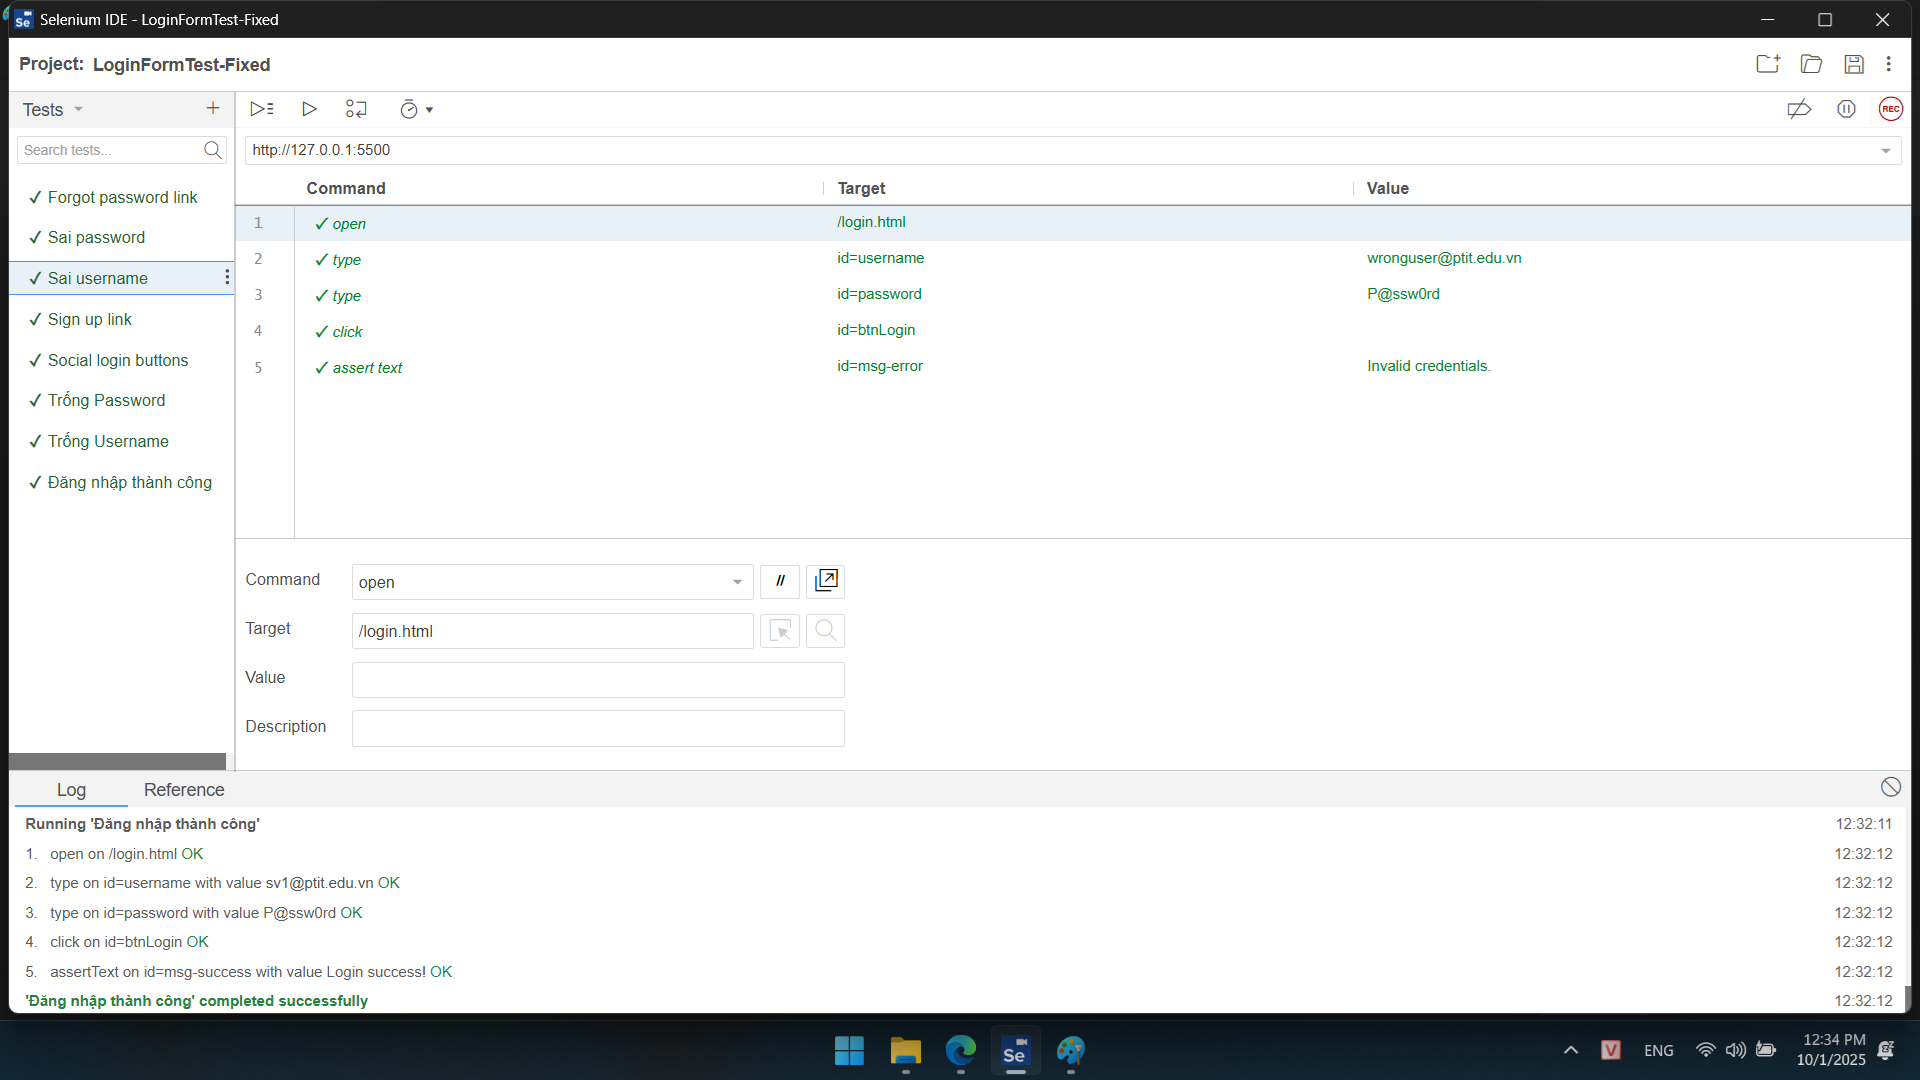 Se Selenium IDE - LoginFormTest-Fixed
Project: LoginFormTest-Fixed
Tests
REC
Search tests...
http://127.0.0.1:5500
Command Target Value
Forgot password link
Sai password
Sai username
Sign up link
Social login buttons
Trống Password
Trống Username
Đăng nhập thành công
1 ✓ open /login.html
2 ✓ type id=username wronguser@ptit.edu.vn
3 ✓ type id=password P@ssw0rd
4 ✓ click id=btnLogin
5 ✓ assert text id=msg-error Invalid credentials.
Command open //
Target /login.html
Value
Description
Log Reference
Running 'Đăng nhập thành công' 12:32:11
1. open on /login.html OK 12:32:12
2. type on id=username with value sv1@ptit.edu.vn OK 12:32:12
3. type on id=password with value P@ssw0rd OK 12:32:12
4. click on id=btnLogin OK 12:32:12
5. assertText on id=msg-success with value Login success! OK 12:32:12
'Đăng nhập thành công' completed successfully 12:32:12
Se V ENG 12:34 PM
10/1/2025